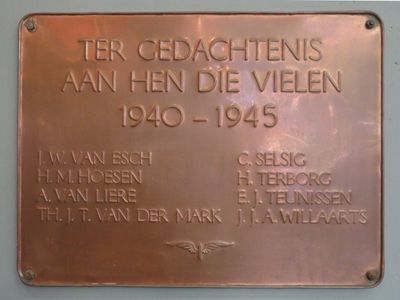 TER GEDACHTENIS
AAN HEN DIE VIELEN
1940 – 1945
J. W. VAN ESCH
H. M. HOESEN
A. VAN LIERE
TH. J. T. VAN DER MARK
C. SELSIG
H. TERBORG
E. J. TEUNISSEN
J. J. A. WILLAARTS